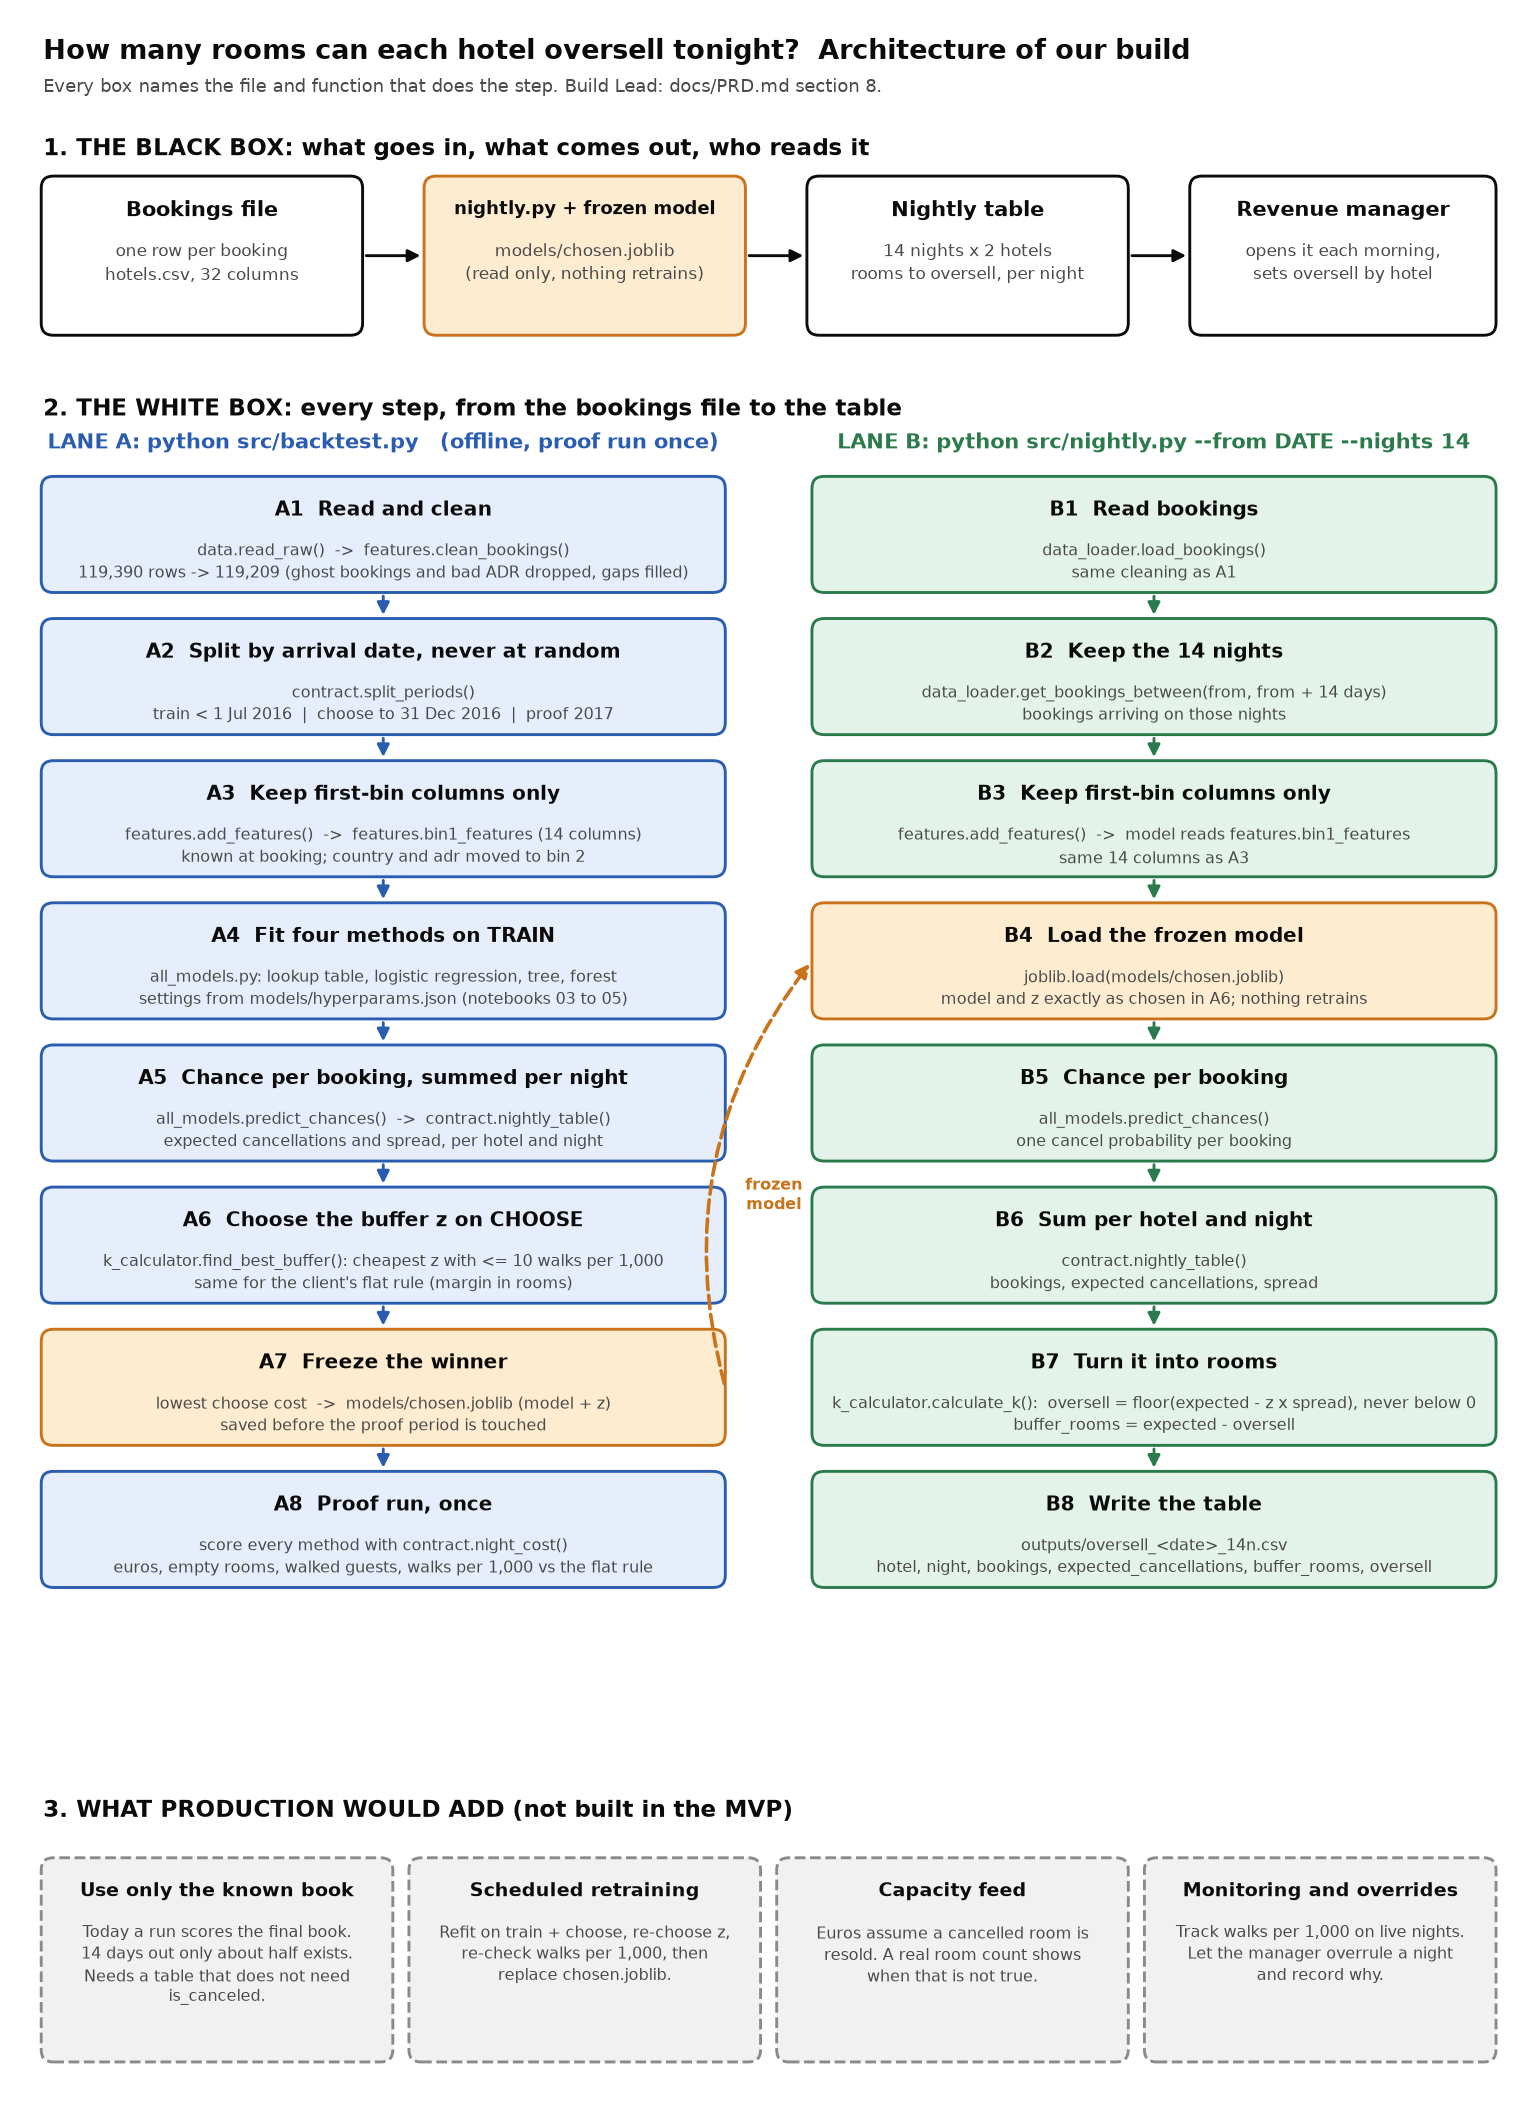 How many rooms can each hotel oversell tonight?  Architecture of our build
Every box names the file and function that does the step. Build Lead: docs/PRD.md section 8.
1. THE BLACK BOX: what goes in, what comes out, who reads it
Bookings file
one row per booking
hotels.csv, 32 columns
nightly.py + frozen model
models/chosen.joblib
(read only, nothing retrains)
Nightly table
14 nights x 2 hotels
rooms to oversell, per night
Revenue manager
opens it each morning,
sets oversell by hotel
2. THE WHITE BOX: every step, from the bookings file to the table
LANE A: python src/backtest.py   (offline, proof run once)
A1  Read and clean
data.read_raw()  ->  features.clean_bookings()
119,390 rows -> 119,209 (ghost bookings and bad ADR dropped, gaps filled)
A2  Split by arrival date, never at random
contract.split_periods()
train < 1 Jul 2016  |  choose to 31 Dec 2016  |  proof 2017
A3  Keep first-bin columns only
features.add_features()  ->  features.bin1_features (14 columns)
known at booking; country and adr moved to bin 2
A4  Fit four methods on TRAIN
all_models.py: lookup table, logistic regression, tree, forest
settings from models/hyperparams.json (notebooks 03 to 05)
A5  Chance per booking, summed per night
all_models.predict_chances()  ->  contract.nightly_table()
expected cancellations and spread, per hotel and night
A6  Choose the buffer z on CHOOSE
k_calculator.find_best_buffer(): cheapest z with <= 10 walks per 1,000
same for the client's flat rule (margin in rooms)
A7  Freeze the winner
lowest choose cost  ->  models/chosen.joblib (model + z)
saved before the proof period is touched
A8  Proof run, once
score every method with contract.night_cost()
euros, empty rooms, walked guests, walks per 1,000 vs the flat rule
frozen
model
LANE B: python src/nightly.py --from DATE --nights 14
B1  Read bookings
data_loader.load_bookings()
same cleaning as A1
B2  Keep the 14 nights
data_loader.get_bookings_between(from, from + 14 days)
bookings arriving on those nights
B3  Keep first-bin columns only
features.add_features()  ->  model reads features.bin1_features
same 14 columns as A3
B4  Load the frozen model
joblib.load(models/chosen.joblib)
model and z exactly as chosen in A6; nothing retrains
B5  Chance per booking
all_models.predict_chances()
one cancel probability per booking
B6  Sum per hotel and night
contract.nightly_table()
bookings, expected cancellations, spread
B7  Turn it into rooms
k_calculator.calculate_k():  oversell = floor(expected - z x spread), never below 0
buffer_rooms = expected - oversell
B8  Write the table
outputs/oversell_<date>_14n.csv
hotel, night, bookings, expected_cancellations, buffer_rooms, oversell
3. WHAT PRODUCTION WOULD ADD (not built in the MVP)
Use only the known book
Today a run scores the final book.
14 days out only about half exists.
Needs a table that does not need
is_canceled.
Scheduled retraining
Refit on train + choose, re-choose z,
re-check walks per 1,000, then
replace chosen.joblib.
Capacity feed
Euros assume a cancelled room is
resold. A real room count shows
when that is not true.
Monitoring and overrides
Track walks per 1,000 on live nights.
Let the manager overrule a night
and record why.